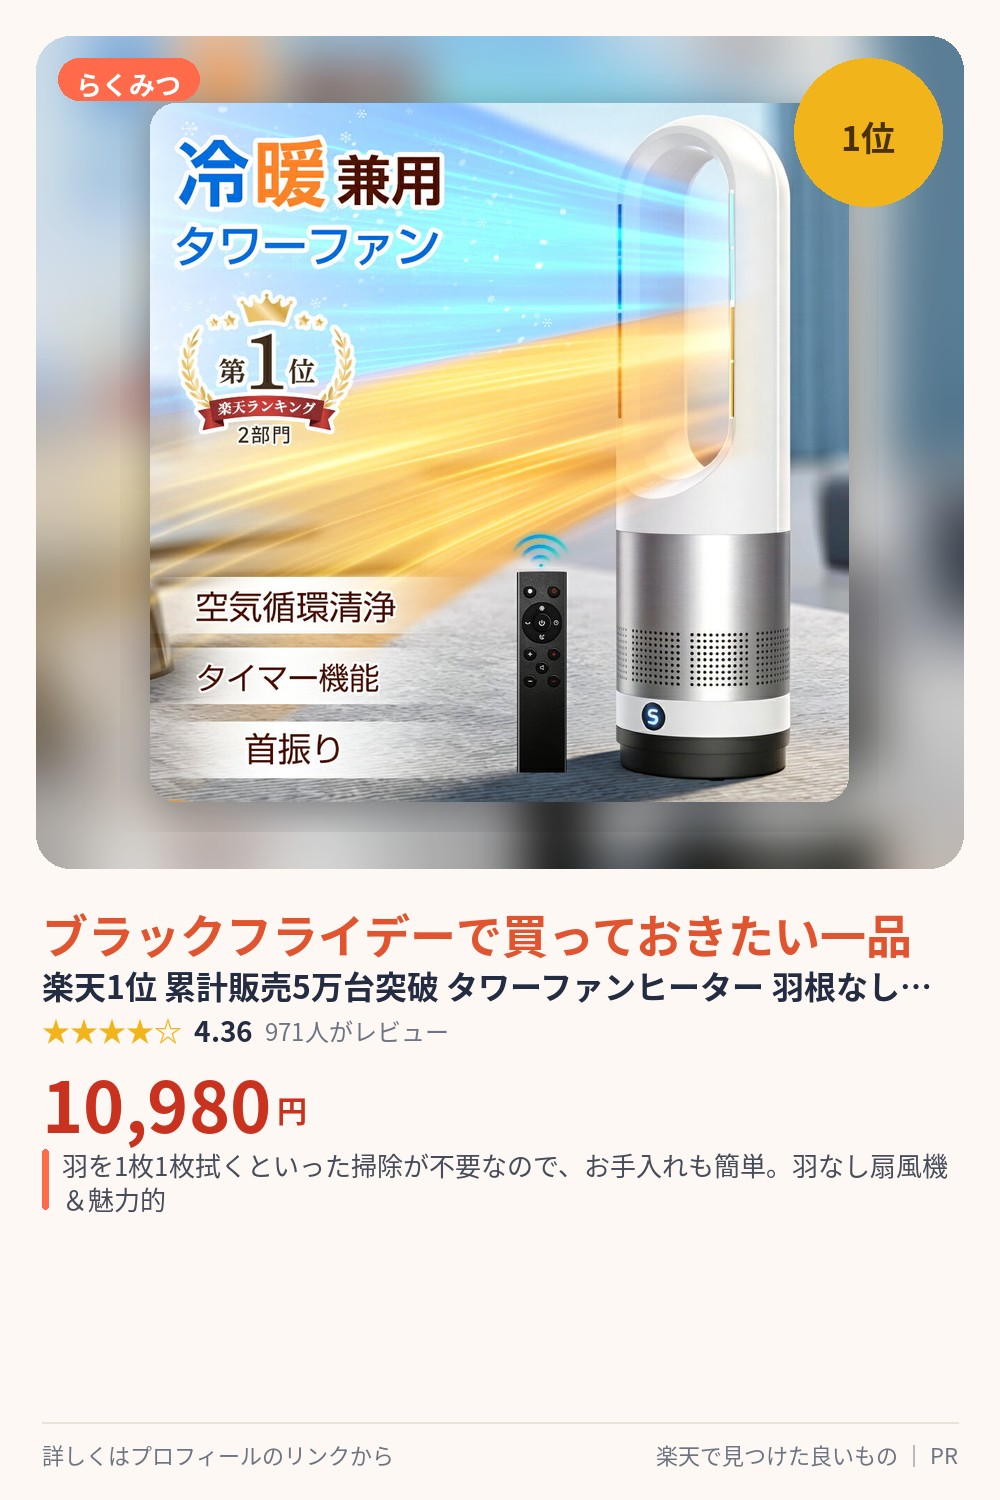 らくみつ
1位
冷暖兼用
タワーファン
第1位
楽天ランキング
2部門
空気循環清浄
タイマー機能
首振り
S
ブラックフライデーで買っておきたい一品
楽天1位 累計販売5万台突破 タワーファンヒーター 羽根なし…
★★★★☆ 4.36 971人がレビュー
10,980円
羽を1枚1枚拭くといった掃除が不要なので、お手入れも簡単。羽なし扇風機
＆魅力的
詳しくはプロフィールのリンクから
楽天で見つけた良いもの ｜ PR